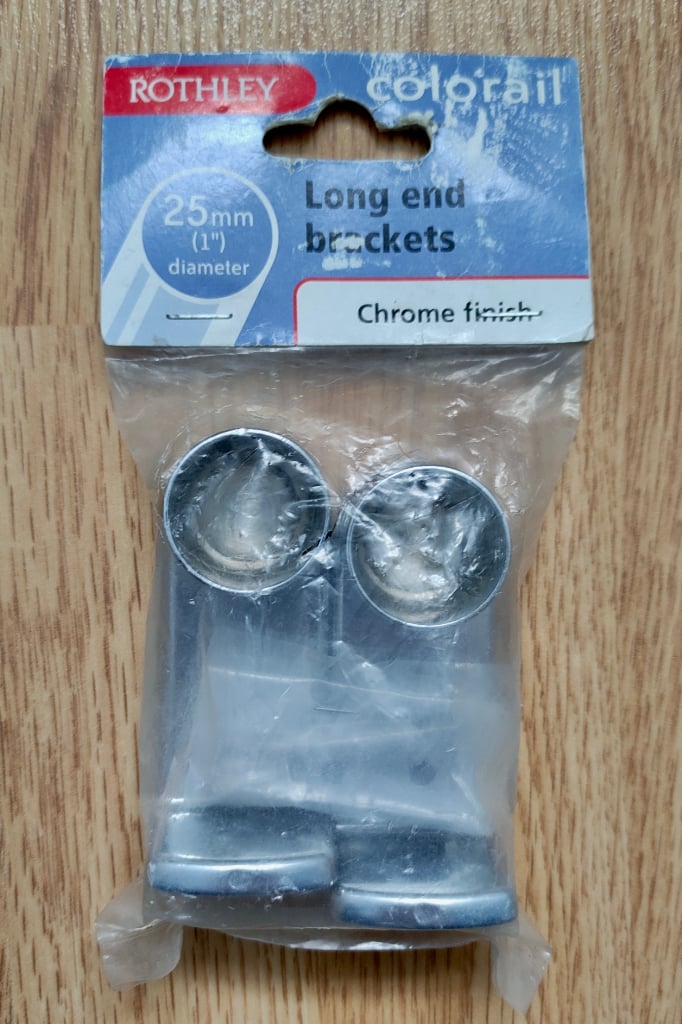 ROTHLEY
colorail
25mm
(1")
diameter
Long end
brackets
Chrome finish